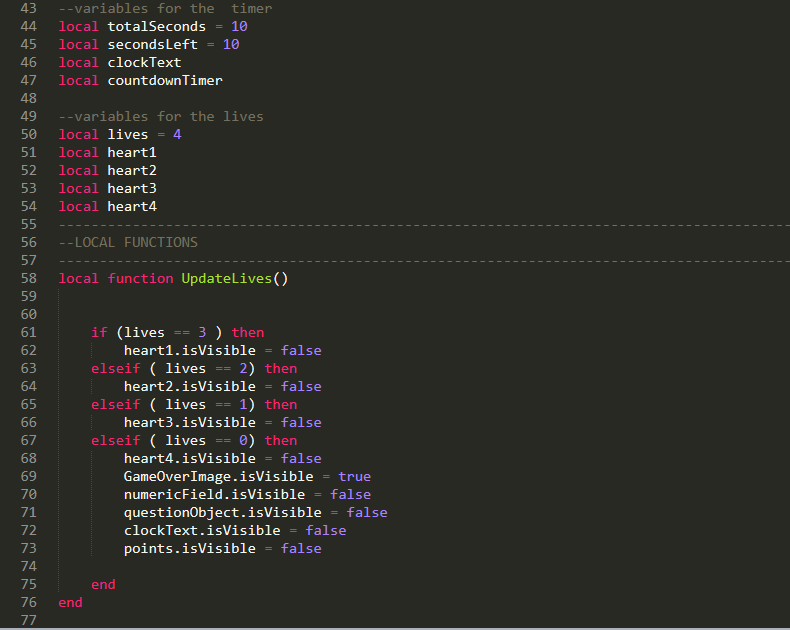 43 --variables for the  timer
44 local totalSeconds = 10
45 local secondsLeft = 10
46 local clockText
47 local countdownTimer
48
49 --variables for the lives
50 local lives = 4
51 local heart1
52 local heart2
53 local heart3
54 local heart4
55 -----------------------------------------------------------------------------------------
56 --LOCAL FUNCTIONS
57 -----------------------------------------------------------------------------------------
58 local function UpdateLives()
59
60
61     if (lives == 3 ) then
62         heart1.isVisible = false
63     elseif ( lives == 2) then
64         heart2.isVisible = false
65     elseif ( lives == 1) then
66         heart3.isVisible = false
67     elseif ( lives == 0) then
68         heart4.isVisible = false
69         GameOverImage.isVisible = true
70         numericField.isVisible = false
71         questionObject.isVisible = false
72         clockText.isVisible = false
73         points.isVisible = false
74
75     end
76 end
77